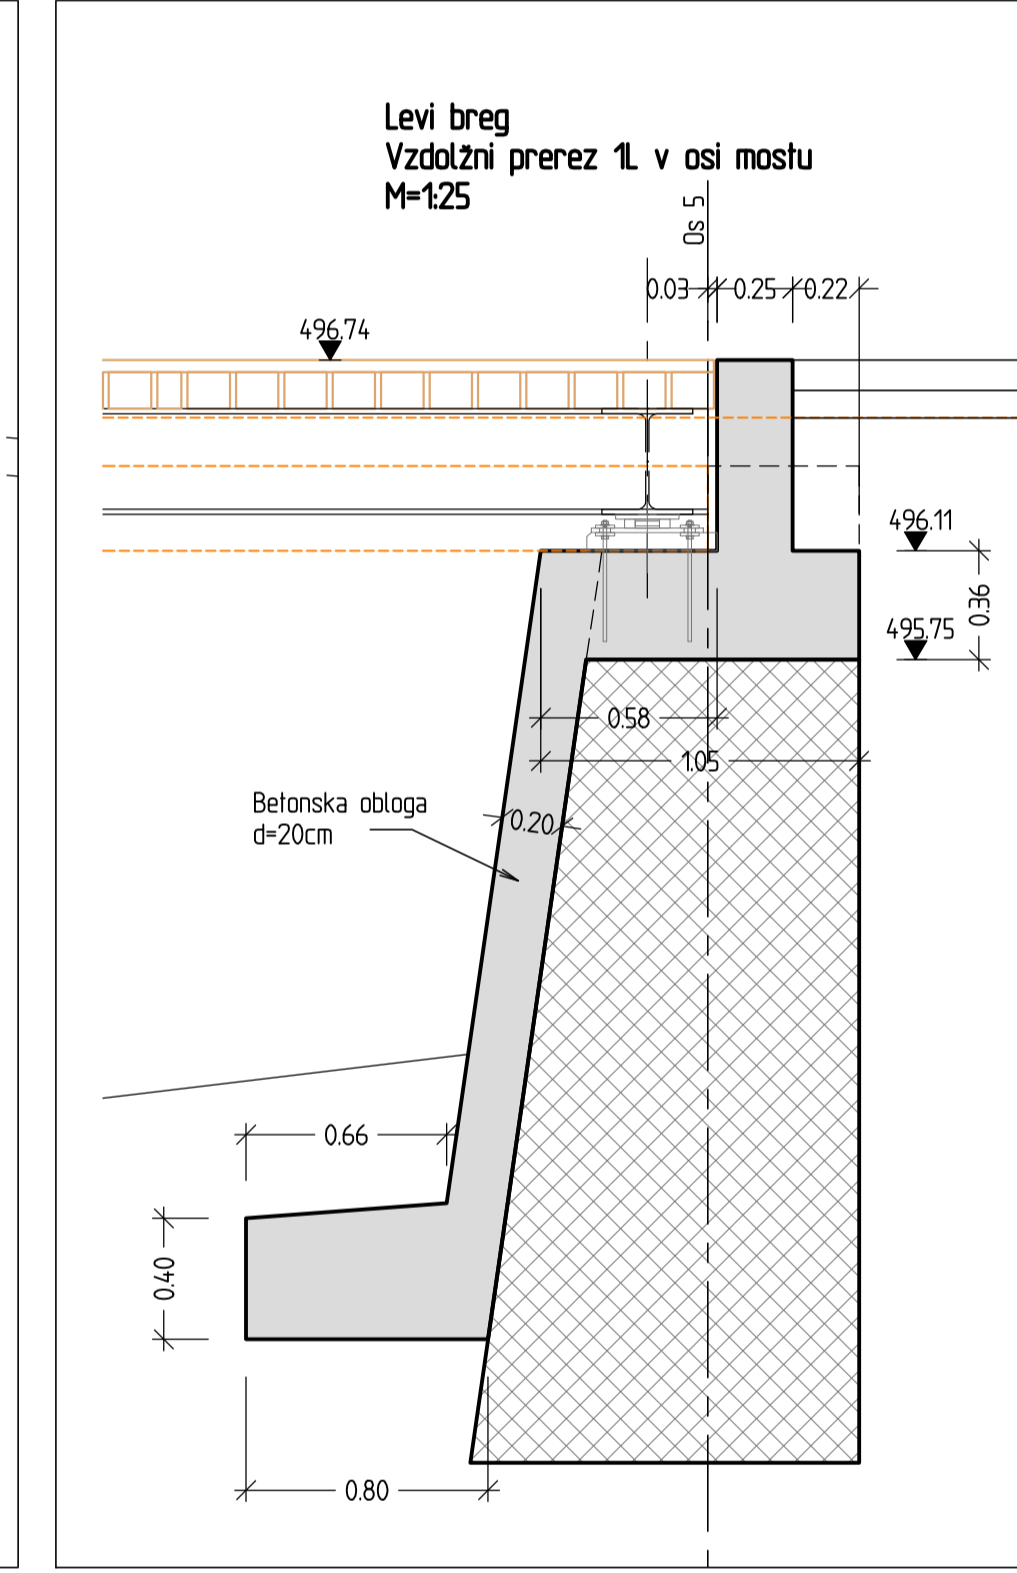 Levi breg
Vzdolžni prerez 1L v osi mostu
M=1:25
Os 5
0.03
0.25
0.22
496.74
496.11
0.36
495.75
0.58
1.05
Betonska obloga
d=20cm
0.20
0.66
0.40
0.80